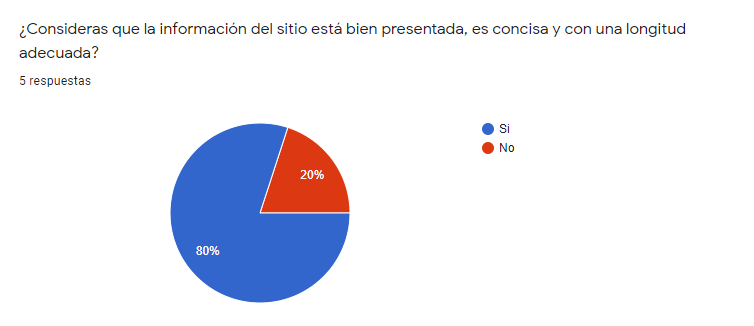 ¿Consideras que la información del sitio está bien presentada, es concisa y con una longitud
adecuada?
5 respuestas
Si
No
20%
80%